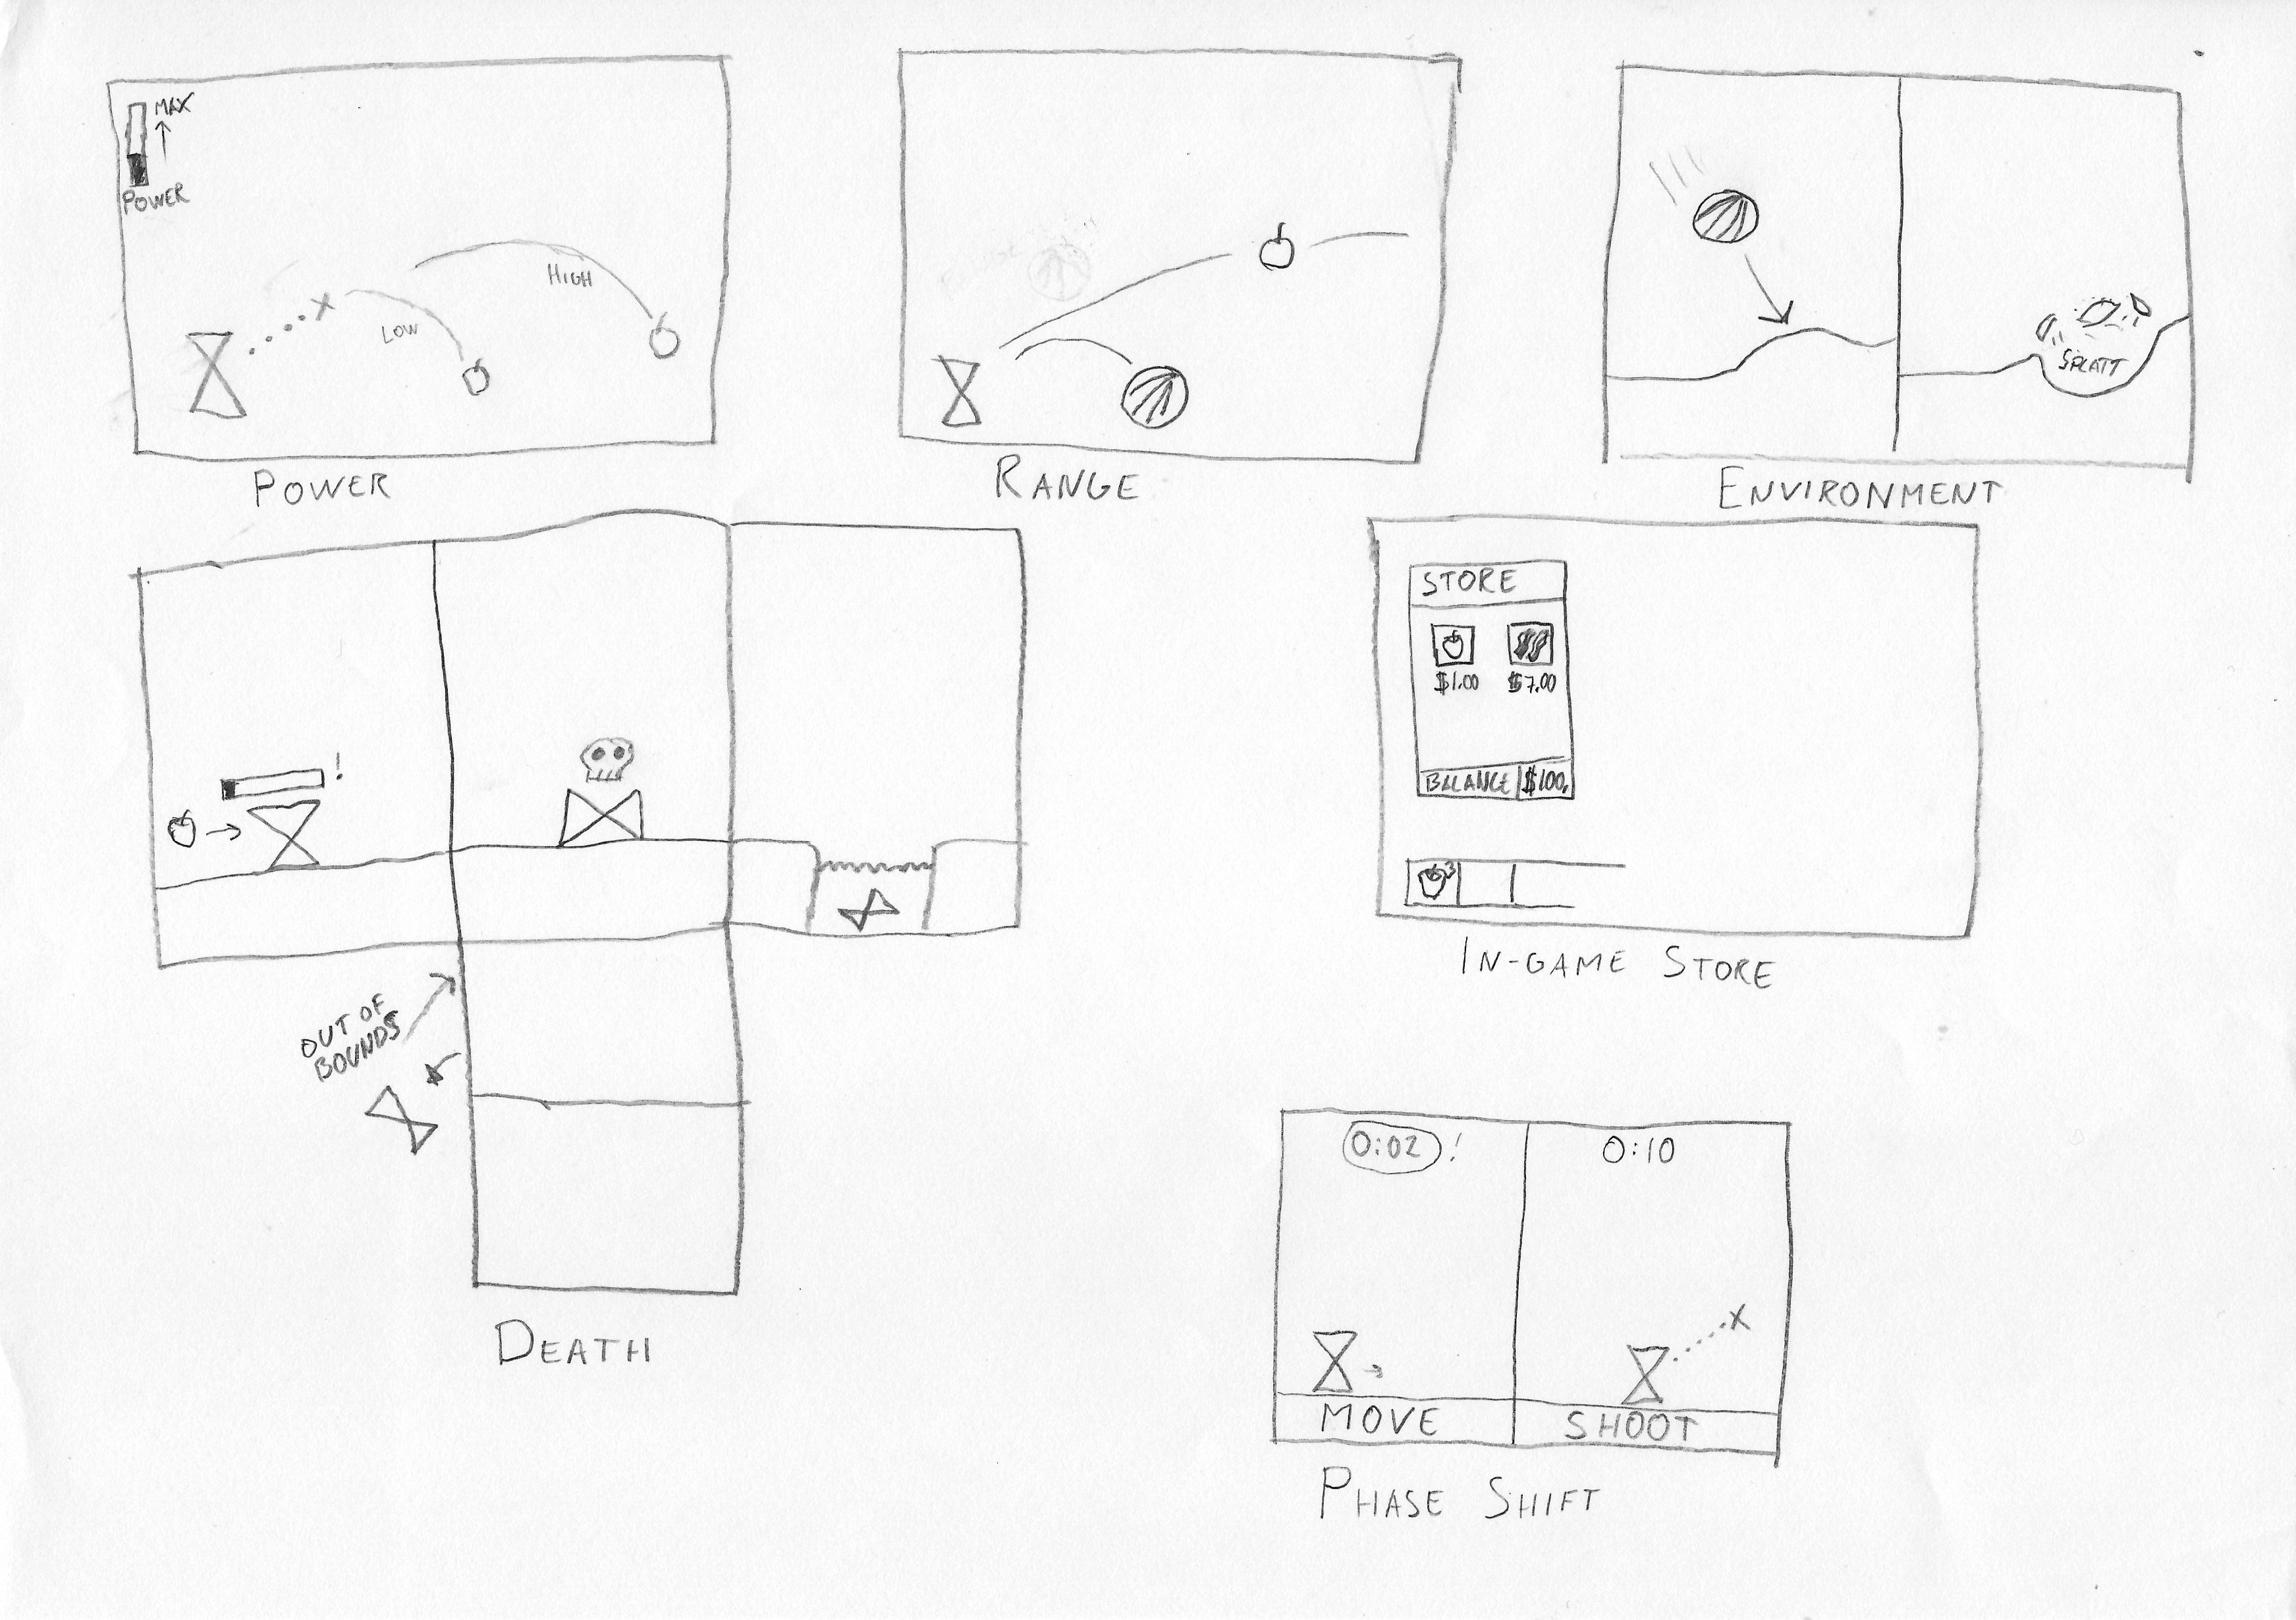 MAX
POWER
HIGH
LOW
POWER
RANGE
SPLATT
ENVIRONMENT
!
OUT OF
BOUNDS
DEATH
STORE
$1.00 $7.00
BALANCE $100,
3
IN-GAME STORE
0:02 !
0:10
MOVE
SHOOT
PHASE SHIFT